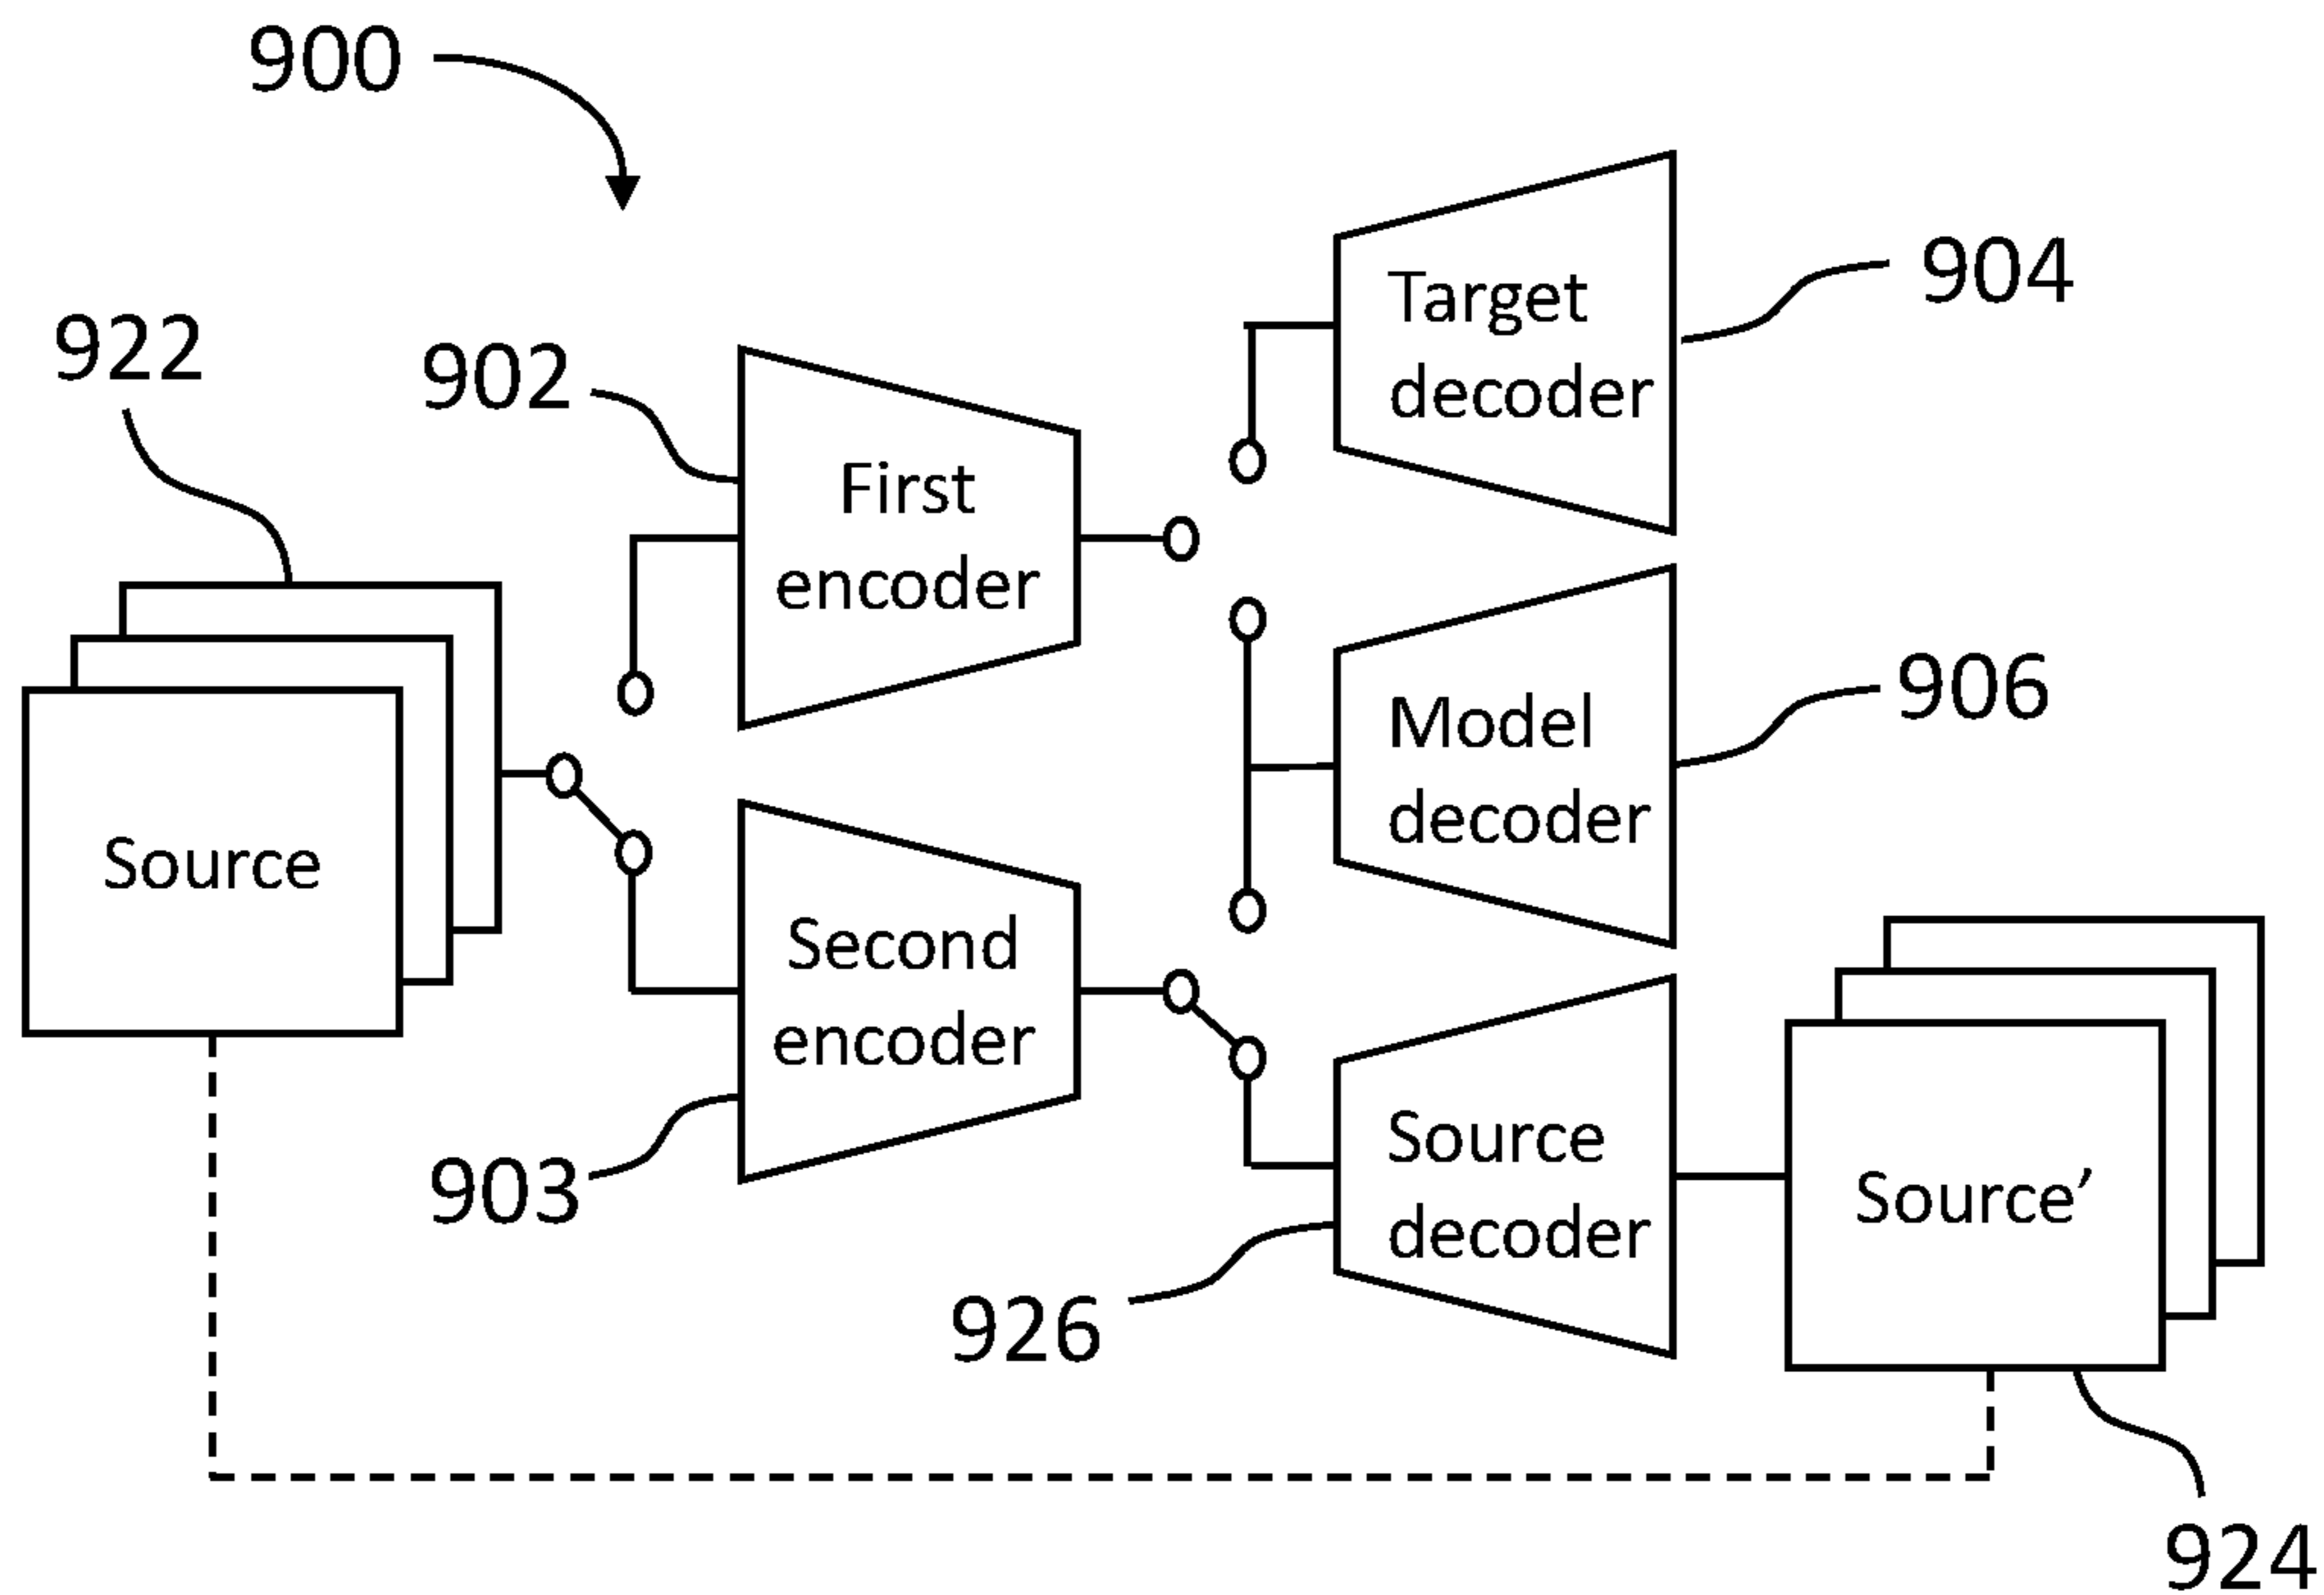 900
904
Target
decoder
922
902
First
encoder
906
Model
decoder
Source
Second
encoder
903
Source
decoder
Source’
926
924